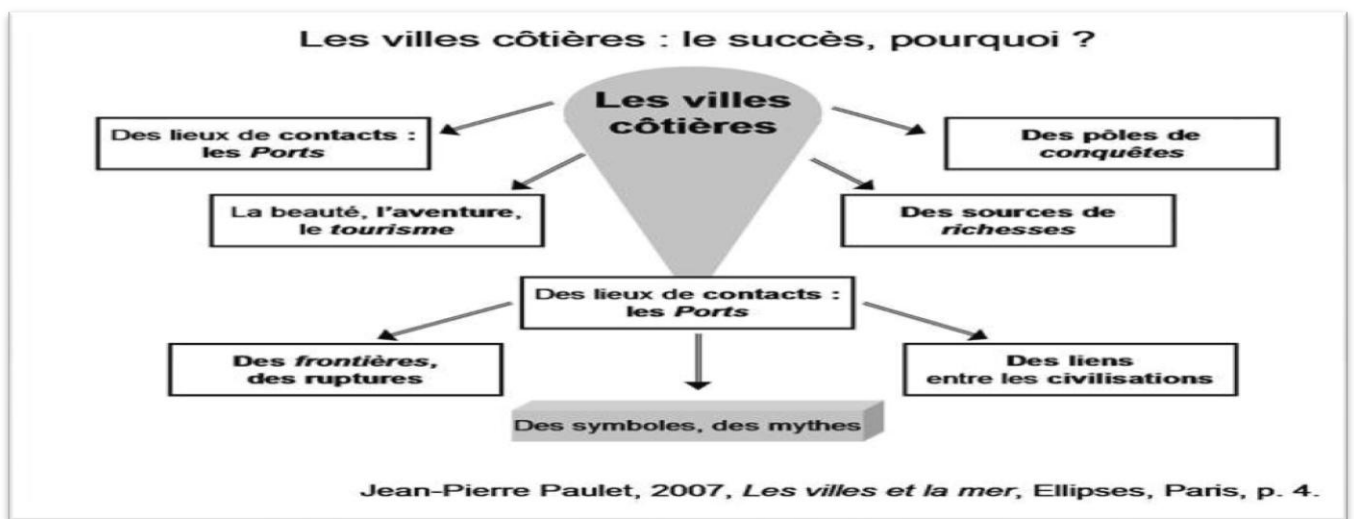 Les villes côtières : le succès, pourquoi ?
Les villes
côtières
Des lieux de contacts :
les Ports
Des pôles de
conquêtes
La beauté, l'aventure,
le tourisme
Des sources de
richesses
Des lieux de contacts :
les Ports
Des frontières,
des ruptures
Des liens
entre les civilisations
Des symboles, des mythes
Jean-Pierre Paulet, 2007, Les villes et la mer, Ellipses, Paris, p. 4.